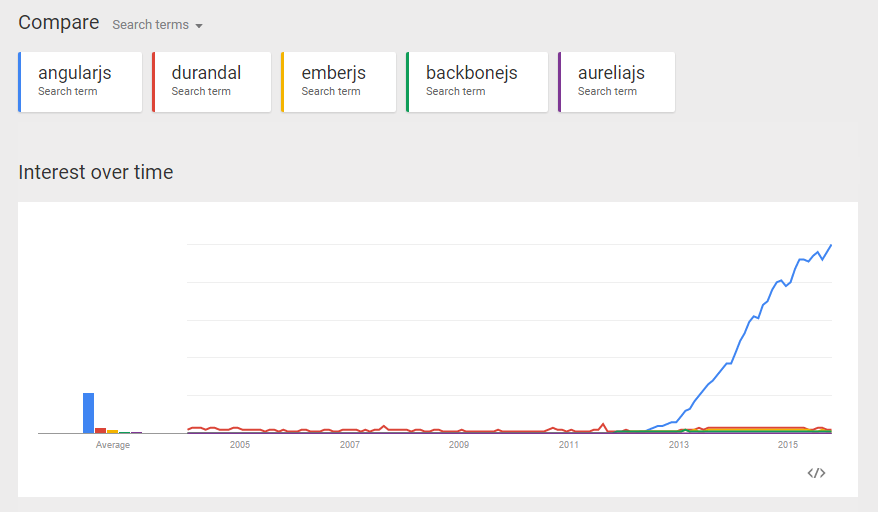 Compare Search terms
angularjs durandal emberjs backbonejs aureliajs
Search term Search term Search term Search term Search term
Interest over time
Average 2005 2007 2009 2011 2013 2015
</>